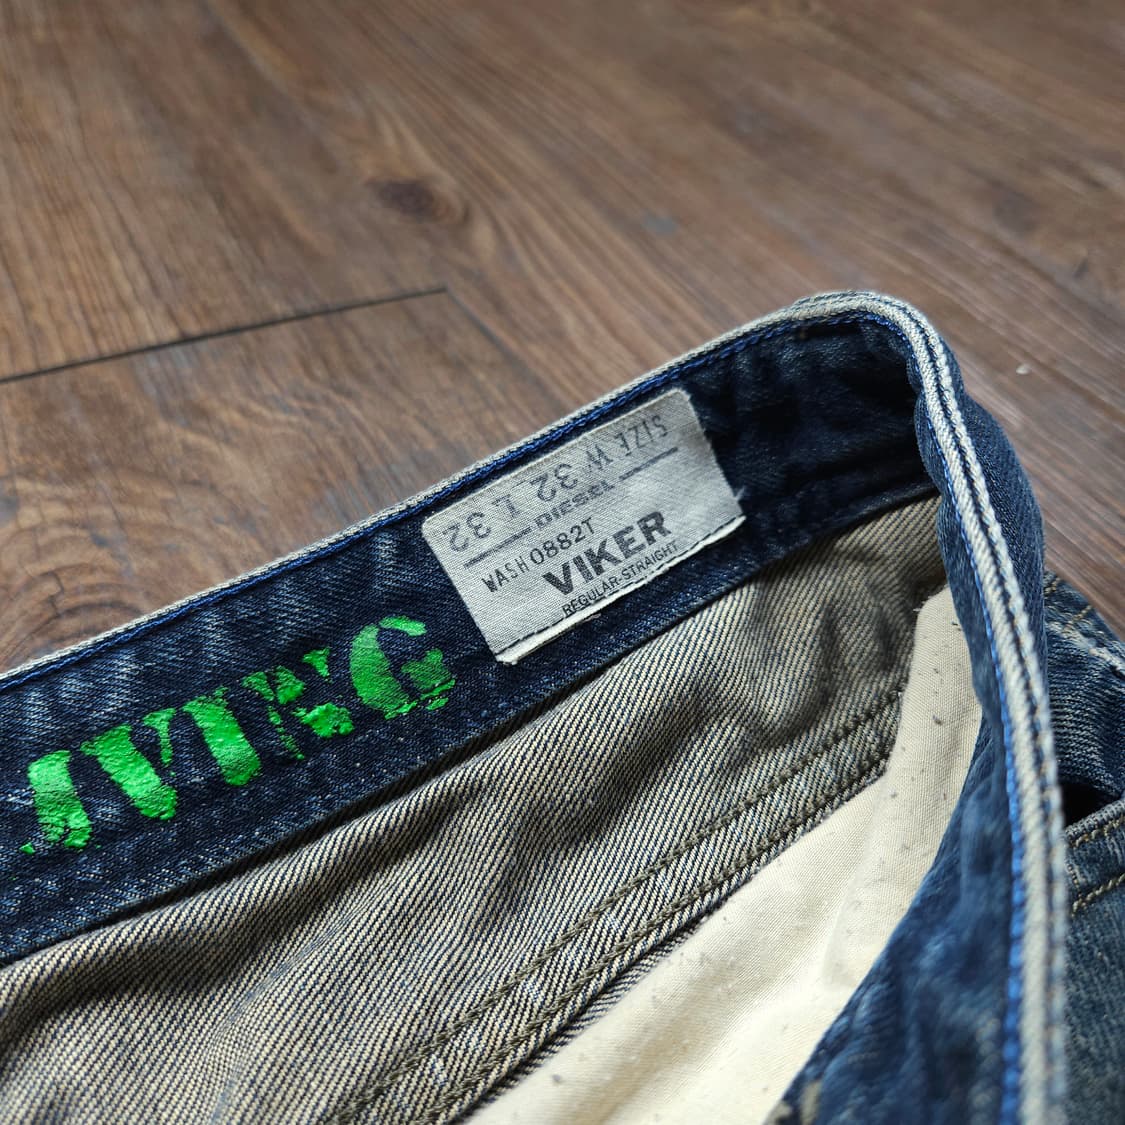 SIZE W 32 L 32
DIESEL
WASH 0882T
VIKER
REGULAR-STRAIGHT